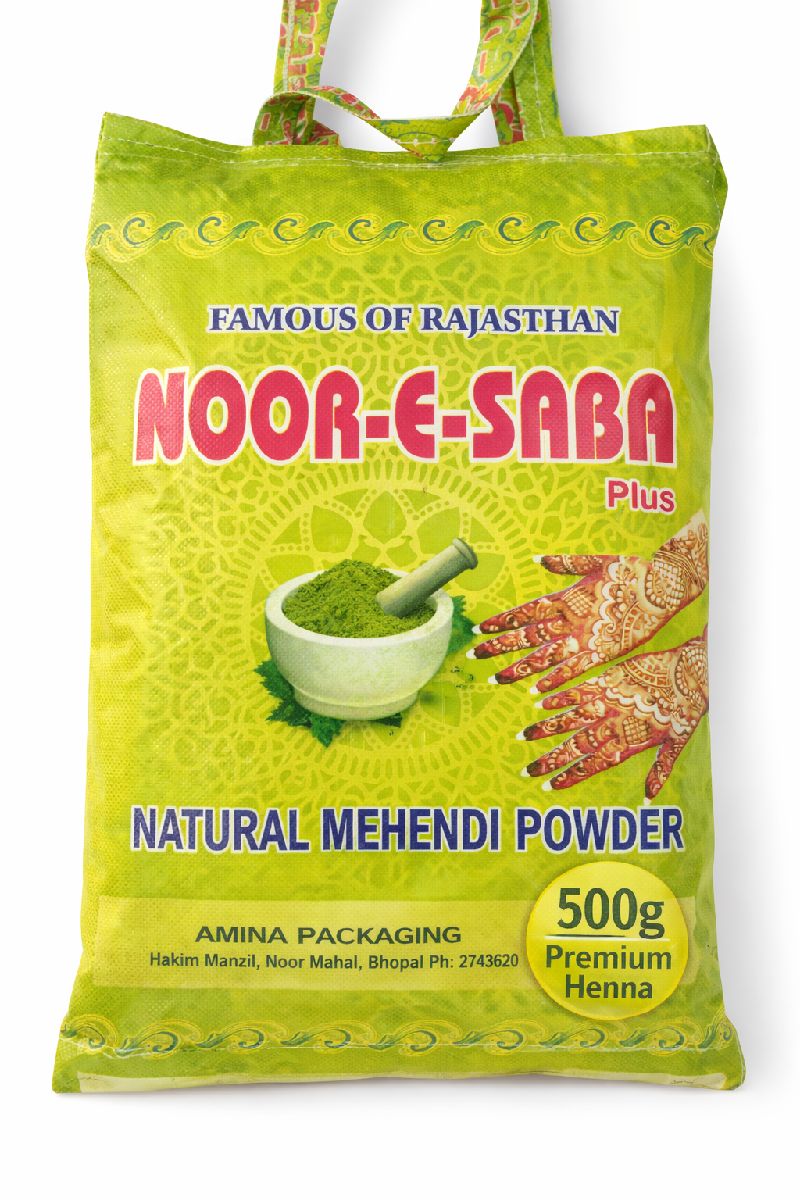 FAMOUS OF RAJASTHAN
NOOR-E-SABA
Plus
NATURAL MEHENDI POWDER
500g
Premium
Henna
AMINA PACKAGING
Hakim Manzil, Noor Mahal, Bhopal Ph: 2743620